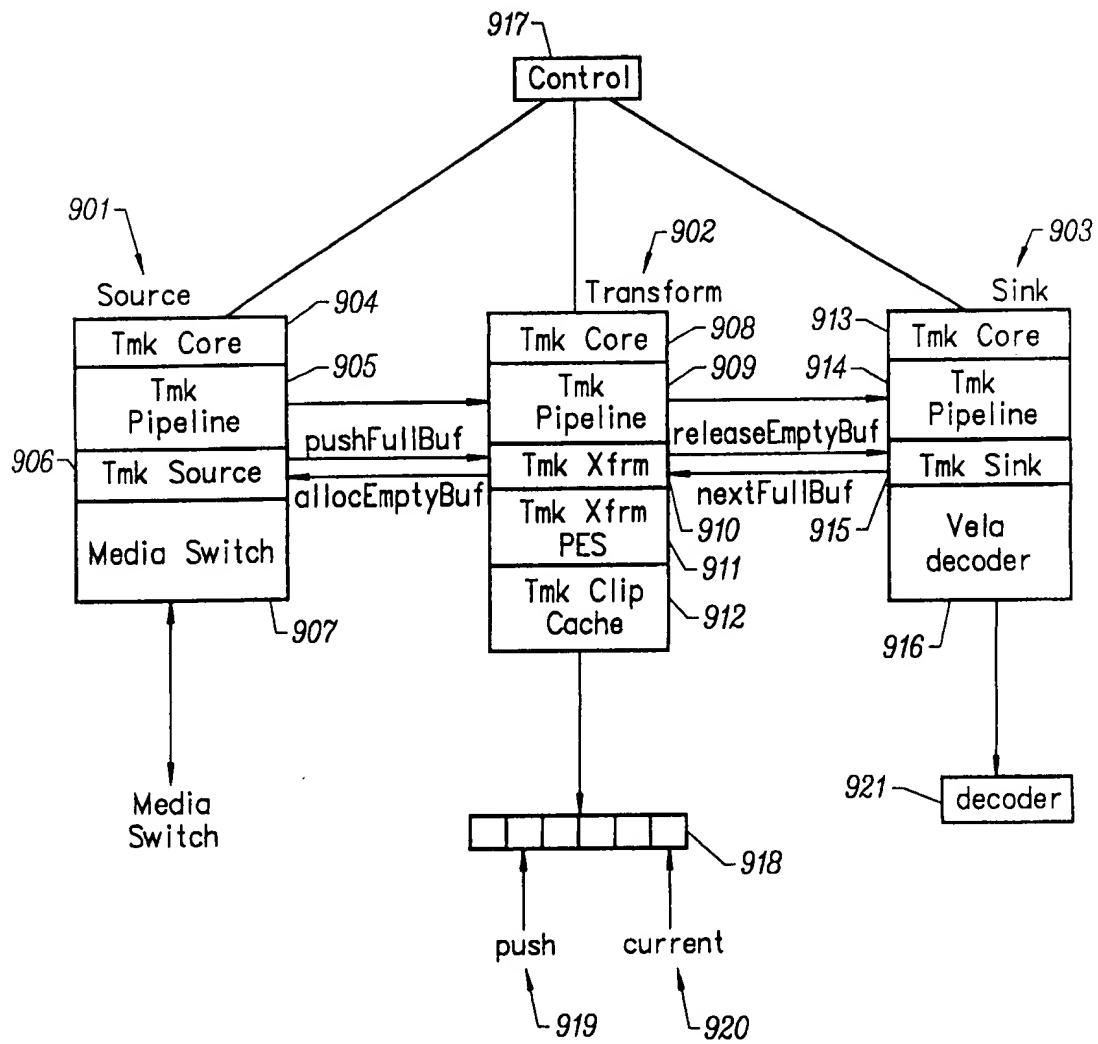 917
Control
901
902
903
Source
Transform
Sink
904
908
913
Tmk Core
Tmk Core
Tmk Core
905
909
914
Tmk
Pipeline
Tmk
Pipeline
Tmk
Pipeline
pushFullBuf
releaseEmptyBuf
906
Tmk Source
Tmk Xfrm
Tmk Sink
allocEmptyBuf
nextFullBuf
910
915
Media Switch
Tmk Xfrm
PES
Vela
decoder
911
Tmk Clip
Cache
912
907
916
Media
Switch
921
decoder
918
push
current
919
920